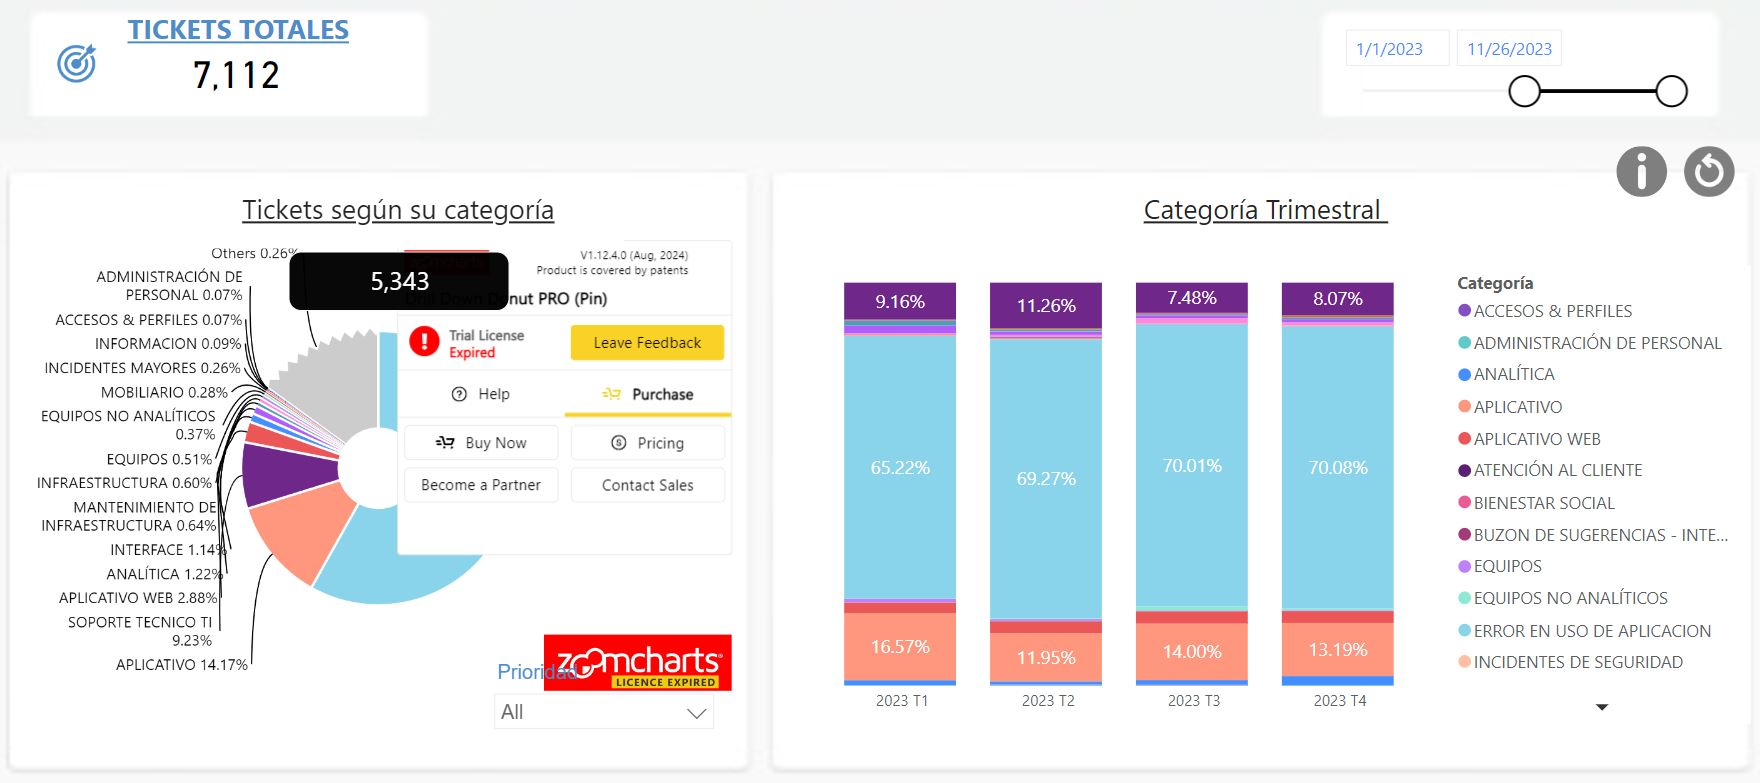 TICKETS TOTALES
7,112
1/1/2023
11/26/2023
Tickets según su categoría
Others 0.26%
ADMINISTRACIÓN DE
PERSONAL 0.07%
ACCESOS & PERFILES 0.07%
INFORMACION 0.09%
INCIDENTES MAYORES 0.26%
MOBILIARIO 0.28%
EQUIPOS NO ANALÍTICOS
0.37%
EQUIPOS 0.51%
INFRAESTRUCTURA 0.60%
MANTENIMIENTO DE
INFRAESTRUCTURA 0.64%
INTERFACE 1.14%
ANALÍTICA 1.22%
APLICATIVO WEB 2.88%
SOPORTE TECNICO TI
9.23%
APLICATIVO 14.17%
5,343
V1.12.4.0 (Aug, 2024)
Product is covered by patents
Donut PRO (Pin)
Trial License
Expired
Leave Feedback
Help
Purchase
Buy Now
Pricing
Become a Partner
Contact Sales
zoomcharts
LICENCE EXPIRED
Prioridad
All
Categoría Trimestral
9.16%
11.26%
7.48%
8.07%
65.22%
69.27%
70.01%
70.08%
16.57%
11.95%
14.00%
13.19%
2023 T1
2023 T2
2023 T3
2023 T4
Categoría
ACCESOS & PERFILES
ADMINISTRACIÓN DE PERSONAL
ANALÍTICA
APLICATIVO
APLICATIVO WEB
ATENCIÓN AL CLIENTE
BIENESTAR SOCIAL
BUZON DE SUGERENCIAS - INTE...
EQUIPOS
EQUIPOS NO ANALÍTICOS
ERROR EN USO DE APLICACION
INCIDENTES DE SEGURIDAD